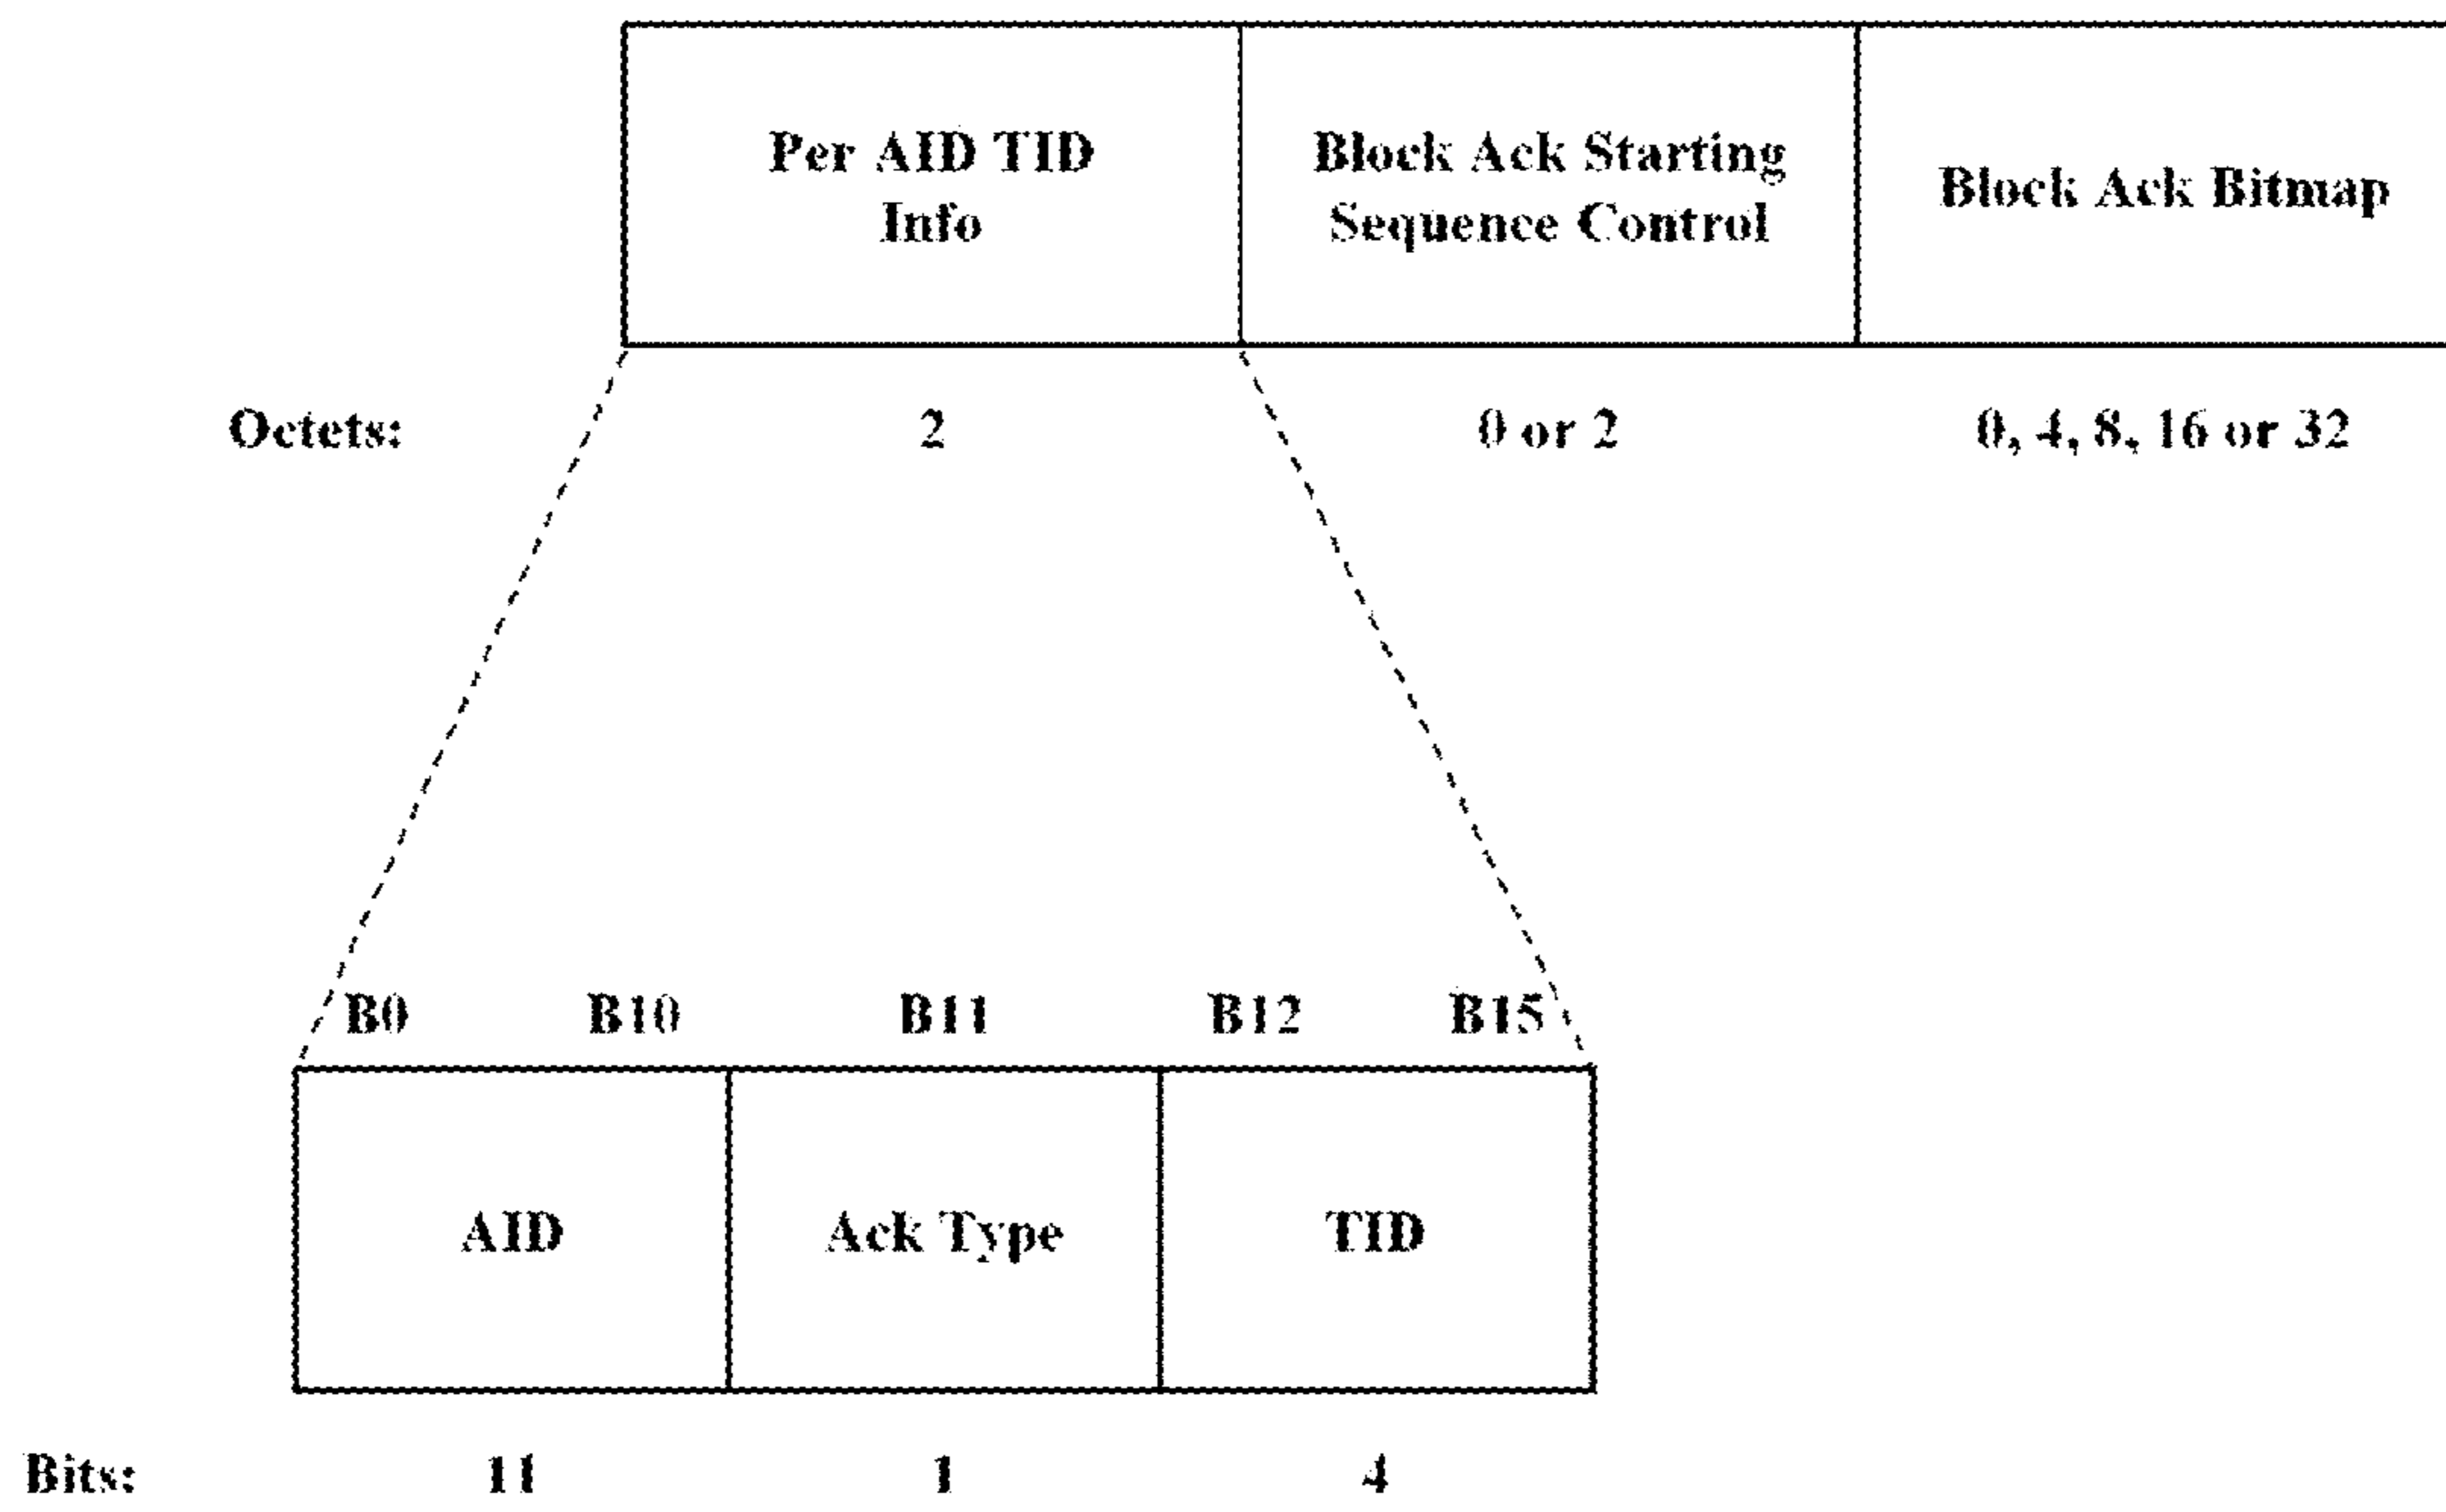 Per AID TID
Info
Block Ack Starting
Sequence Control
Block Ack Bitmap
Octets:
2
0 or 2
0, 4, 8, 16 or 32
B0
B10
B11
B12
B15
AID
Ack Type
TID
Bits:
11
1
4